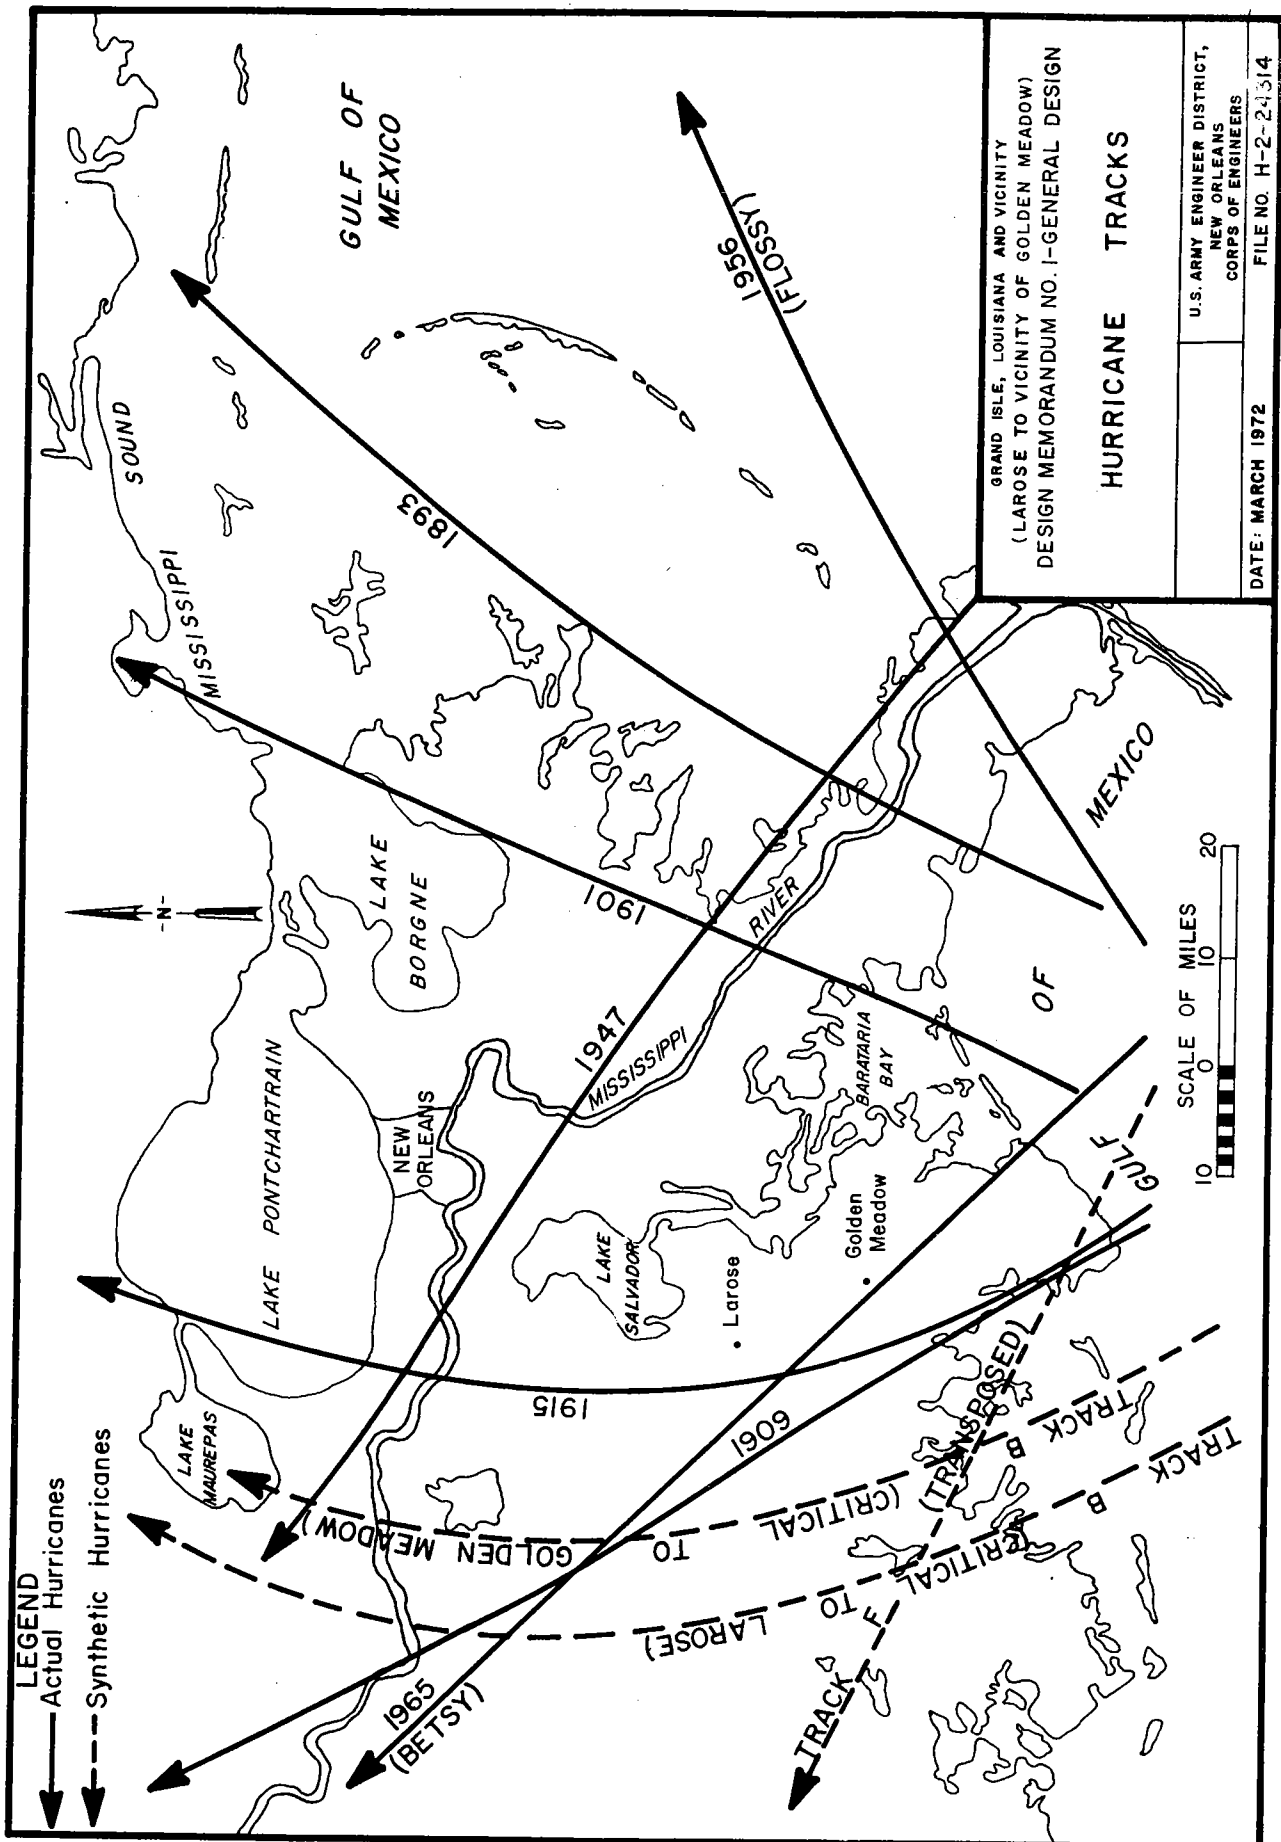 LEGEND
Actual Hurricanes
Synthetic Hurricanes
GULF OF
MEXICO
MISSISSIPPI SOUND
LAKE
BORGNE
LAKE PONTCHARTRAIN
NEW
ORLEANS
LAKE
MAUREPAS
LAKE
SALVADOR
Larose
Golden
Meadow
BARATARIA
BAY
MISSISSIPPI RIVER
GULF OF MEXICO
-N-
1893
1901
1947
1915
1909
1965
(BETSY)
1956
(FLOSSY)
TRACK B (CRITICAL TO GOLDEN MEADOW)
TRACK B (CRITICAL TO LAROSE)
TRACK F (TRANSPOSED)
SCALE OF MILES
10 0 10 20
GRAND ISLE, LOUISIANA AND VICINITY
(LAROSE TO VICINITY OF GOLDEN MEADOW)
DESIGN MEMORANDUM NO. 1-GENERAL DESIGN
HURRICANE TRACKS
U.S. ARMY ENGINEER DISTRICT,
NEW ORLEANS
CORPS OF ENGINEERS
DATE: MARCH 1972
FILE NO. H-2-24314